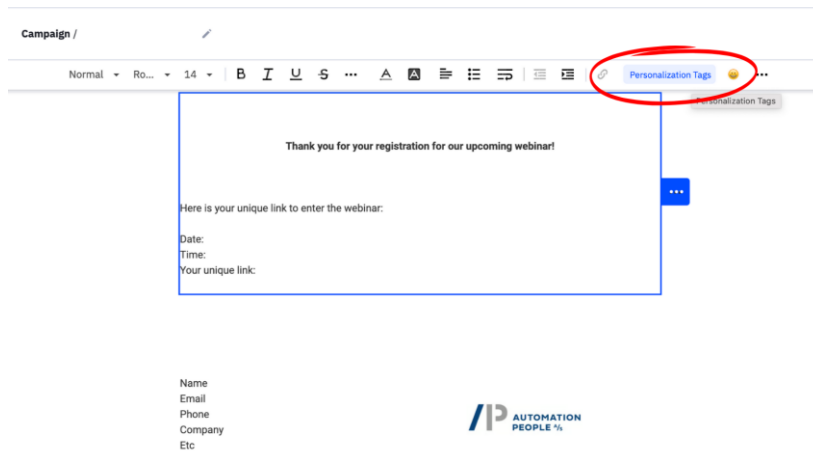 Campaign /
Normal Ro... 14 B I U S ... A A Personalization Tags ...
Personalization Tags
Thank you for your registration for our upcoming webinar!
...
Here is your unique link to enter the webinar:
Date:
Time:
Your unique link:
Name
Email
Phone
Company
Etc
AUTOMATION
PEOPLE